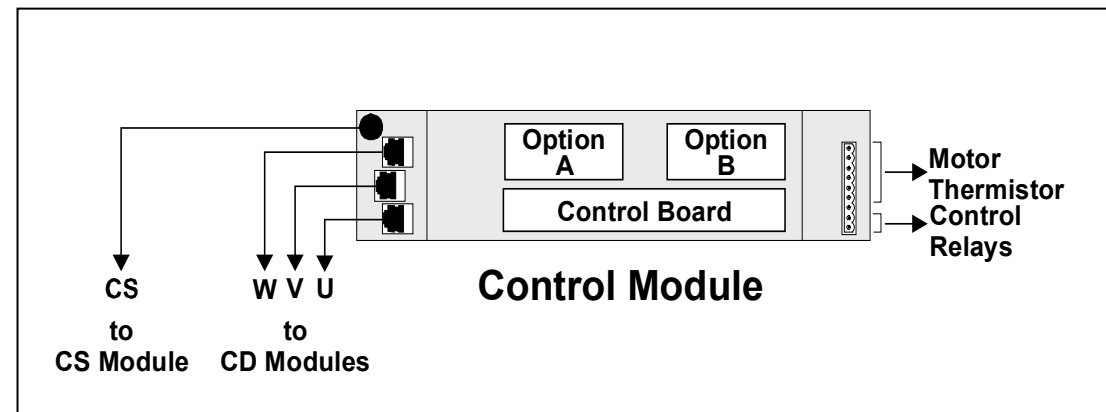 Option
A
Option
B
Control Board
Motor
Thermistor
Control
Relays
Control Module
CS
W V U
to
CS Module
to
CD Modules